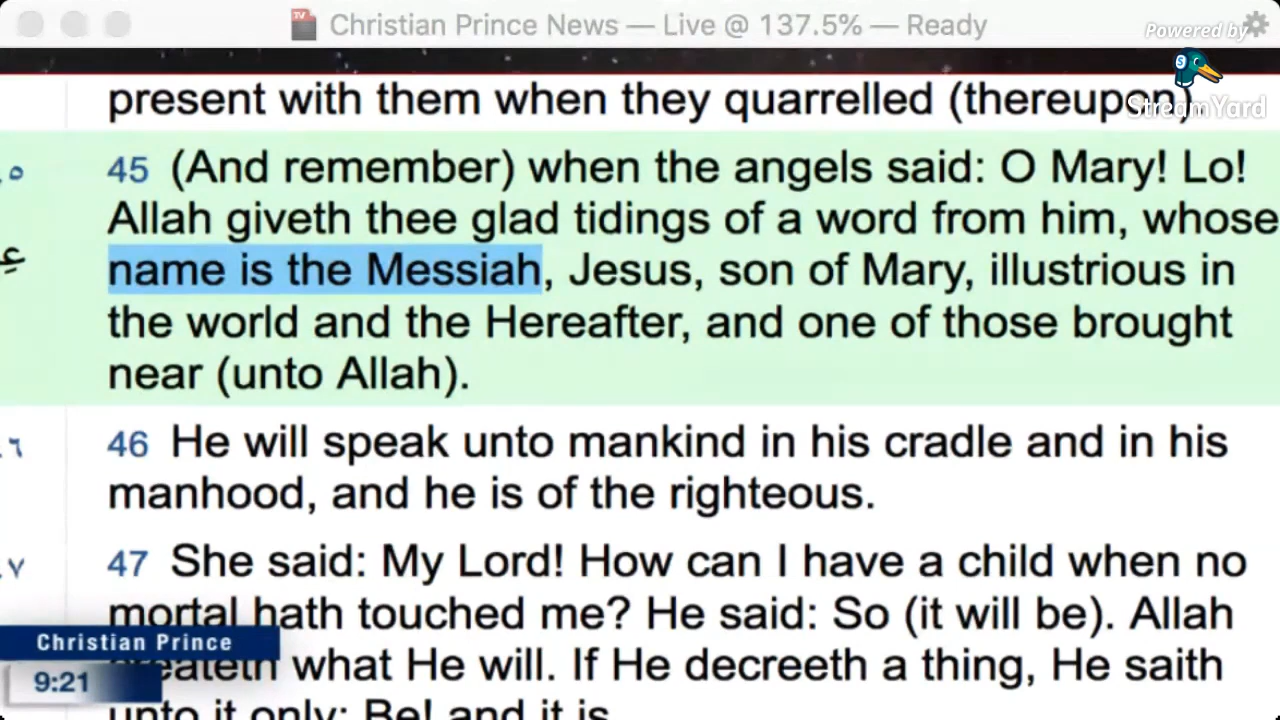 Christian Prince News — Live @ 137.5% — Ready
Powered by
StreamYard
present with them when they quarrelled (thereupon)
45 (And remember) when the angels said: O Mary! Lo!
Allah giveth thee glad tidings of a word from him, whose
name is the Messiah, Jesus, son of Mary, illustrious in
the world and the Hereafter, and one of those brought
near (unto Allah).
46 He will speak unto mankind in his cradle and in his
manhood, and he is of the righteous.
47 She said: My Lord! How can I have a child when no
mortal hath touched me? He said: So (it will be). Allah
createth what He will. If He decreeth a thing, He saith
unto it only: Be! and it is
Christian Prince
9:21